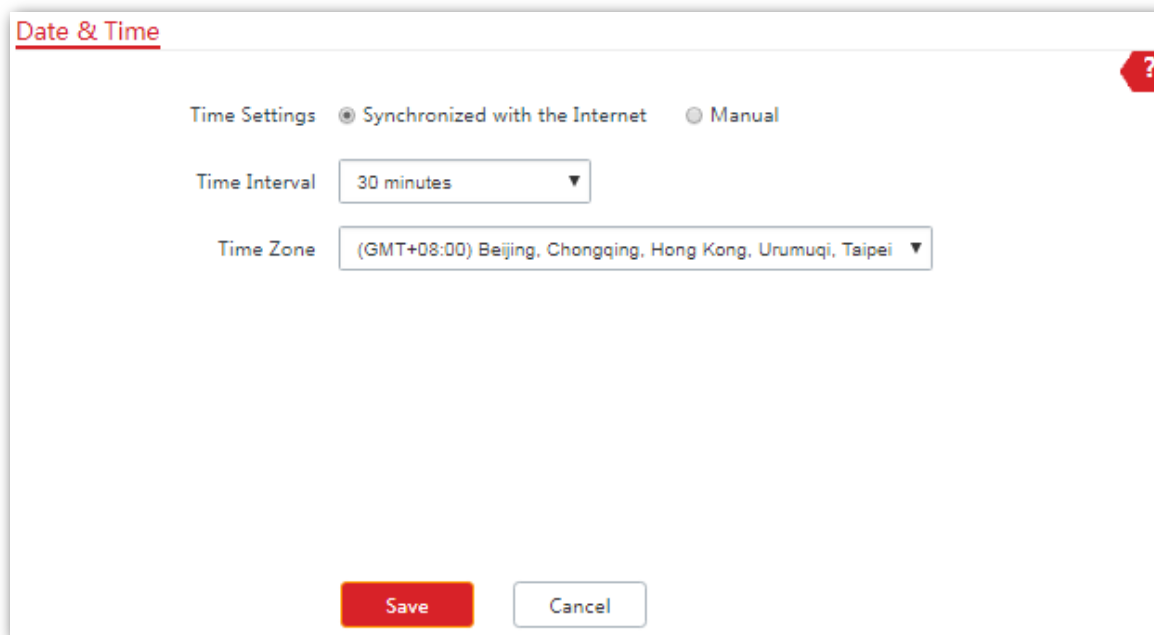 Date & Time
?
Time Settings Synchronized with the Internet Manual
Time Interval 30 minutes
Time Zone (GMT+08:00) Beijing, Chongqing, Hong Kong, Urumuqi, Taipei
Save Cancel